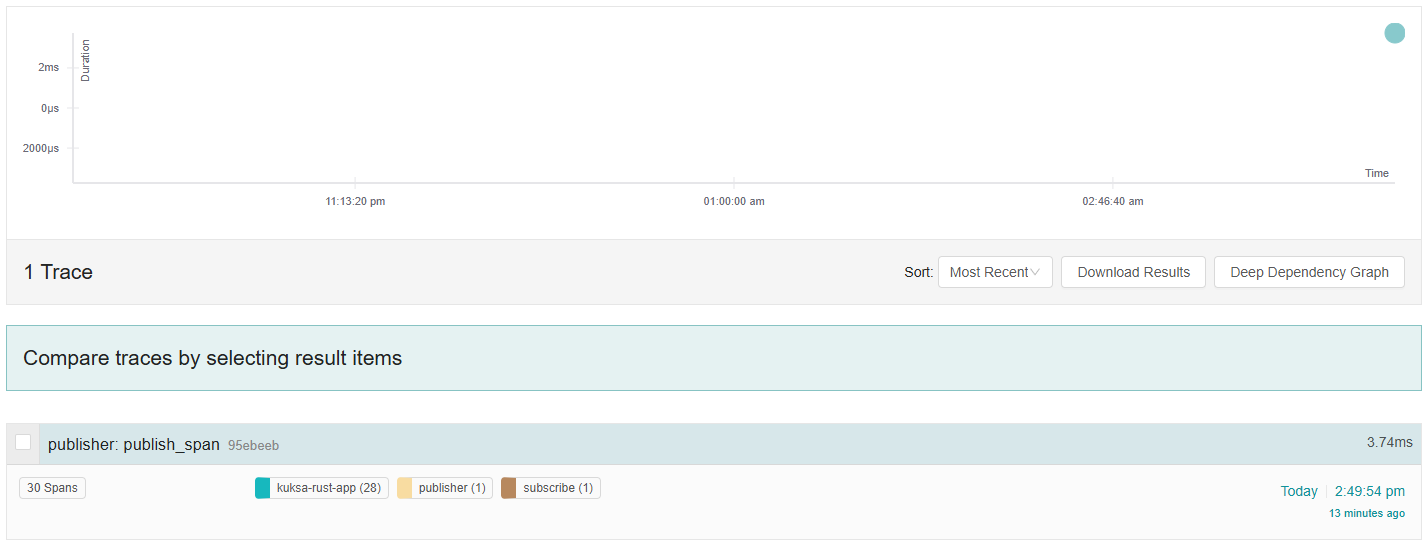 Duration
2ms
0μs
2000μs
Time
11:13:20 pm 01:00:00 am 02:46:40 am
1 Trace Sort: Most Recent Download Results Deep Dependency Graph
Compare traces by selecting result items
publisher: publish_span 95ebeeb 3.74ms
30 Spans kuksa-rust-app (28) publisher (1) subscribe (1) Today 2:49:54 pm
13 minutes ago